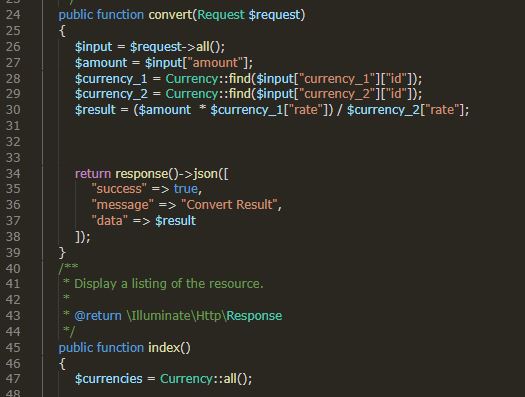 23 */
24 public function convert(Request $request)
25 {
26 $input = $request->all();
27 $amount = $input["amount"];
28 $currency_1 = Currency::find($input["currency_1"]["id"]);
29 $currency_2 = Currency::find($input["currency_2"]["id"]);
30 $result = ($amount * $currency_1["rate"]) / $currency_2["rate"];
31
32
33
34 return response()->json([
35 "success" => true,
36 "message" => "Convert Result",
37 "data" => $result
38 ]);
39 }
40 /**
41 * Display a listing of the resource.
42 *
43 * @return \Illuminate\Http\Response
44 */
45 public function index()
46 {
47 $currencies = Currency::all();
48